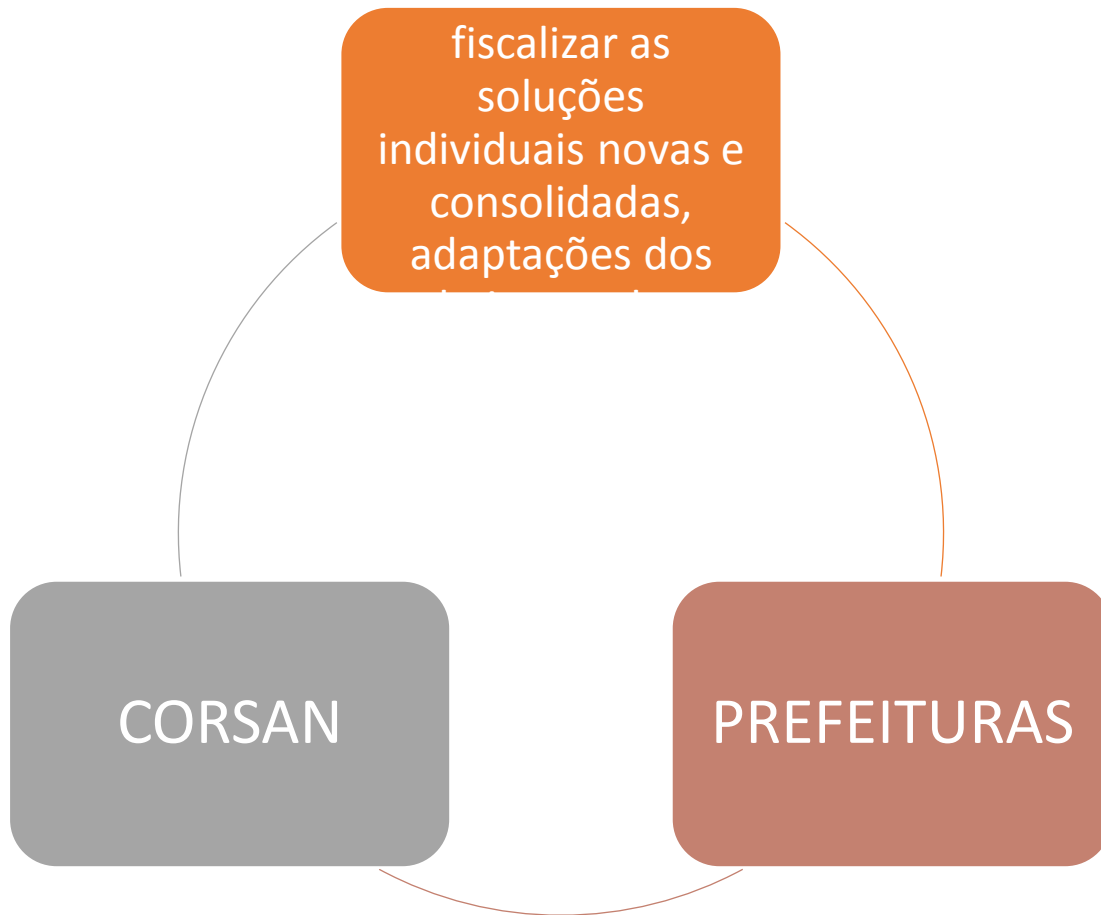 fiscalizar as
soluções
individuais novas e
consolidadas,
adaptações dos
CORSAN
PREFEITURAS